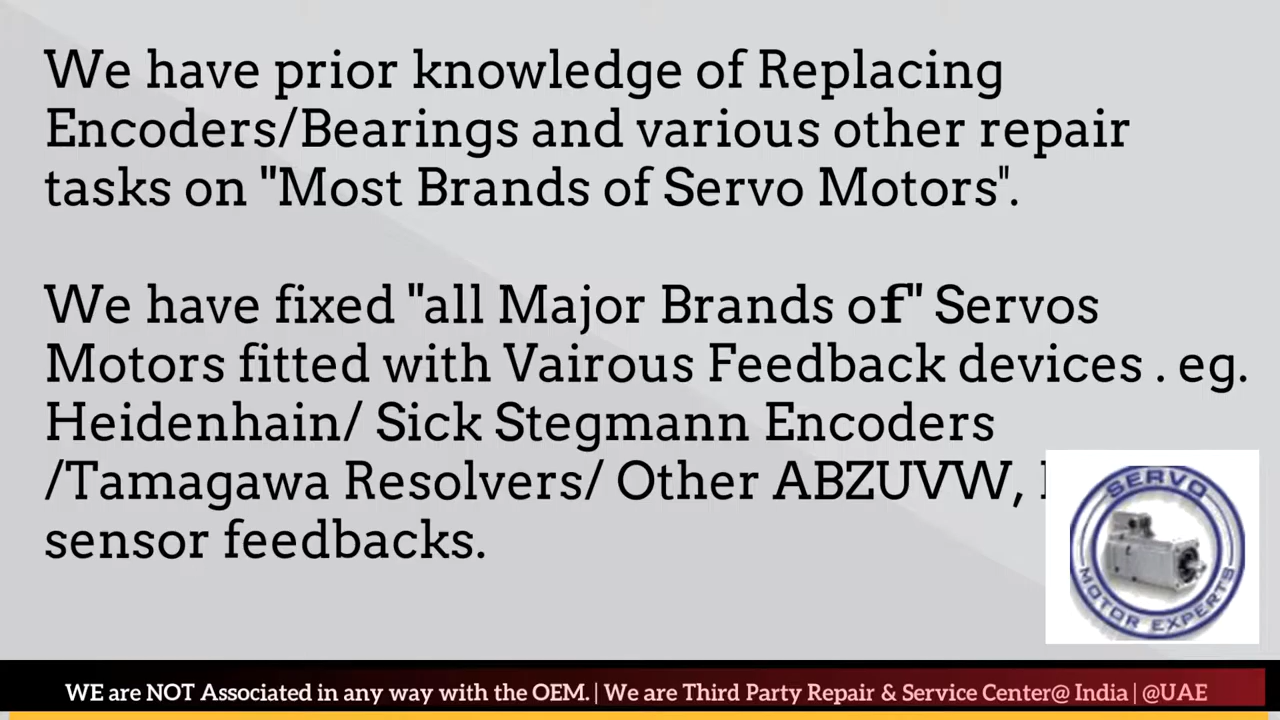 We have prior knowledge of Replacing
Encoders/Bearings and various other repair
tasks on "Most Brands of Servo Motors".
We have fixed "all Major Brands of" Servos
Motors fitted with Vairous Feedback devices . eg.
Heidenhain/ Sick Stegmann Encoders
/Tamagawa Resolvers/ Other ABZUVW,
sensor feedbacks.
SERVO
MOTOR EXPERTS
WE are NOT Associated in any way with the OEM. | We are Third Party Repair & Service Center@ India | @UAE